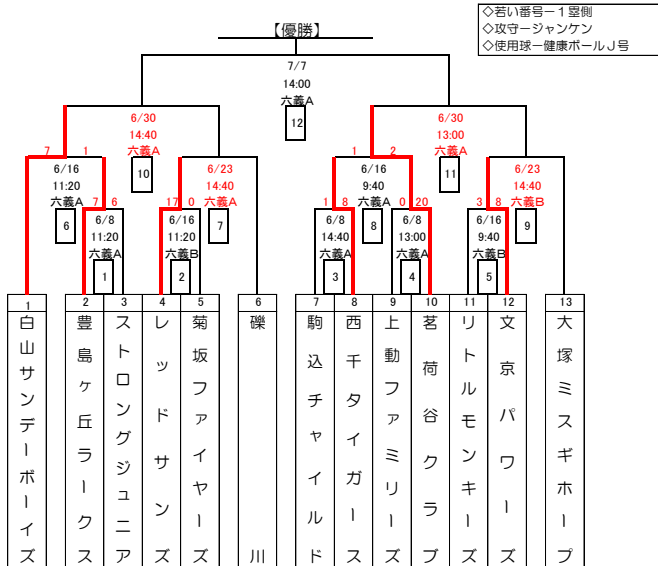 【優勝】
◇若い番号－1塁側
◇攻守－ジャンケン
◇使用球－健康ボールJ号
7/7
14:00
六義A
12
6/30
14:40
六義A
10
6/30
13:00
六義A
11
7 1
6/16
11:20
六義A
6
6/23
14:40
六義A
7
1 2
6/16
9:40
六義A
8
6/23
14:40
六義B
9
7 6
6/8
11:20
六義A
1
17 0
6/16
11:20
六義B
2
1 8
6/8
14:40
六義A
3
0 20
6/8
13:00
六義A
4
3 8
6/16
9:40
六義B
5
1
白山サンデーボーイズ
2
豊島ヶ丘ラークス
3
ストロングジュニア
4
レッドサンズ
5
菊坂ファイヤーズ
6
礫川
7
駒込チャイルド
8
西千タイガース
9
上動ファミリーズ
10
茗荷谷クラブ
11
リトルモンキーズ
12
文京パワーズ
13
大塚ミスギホープ